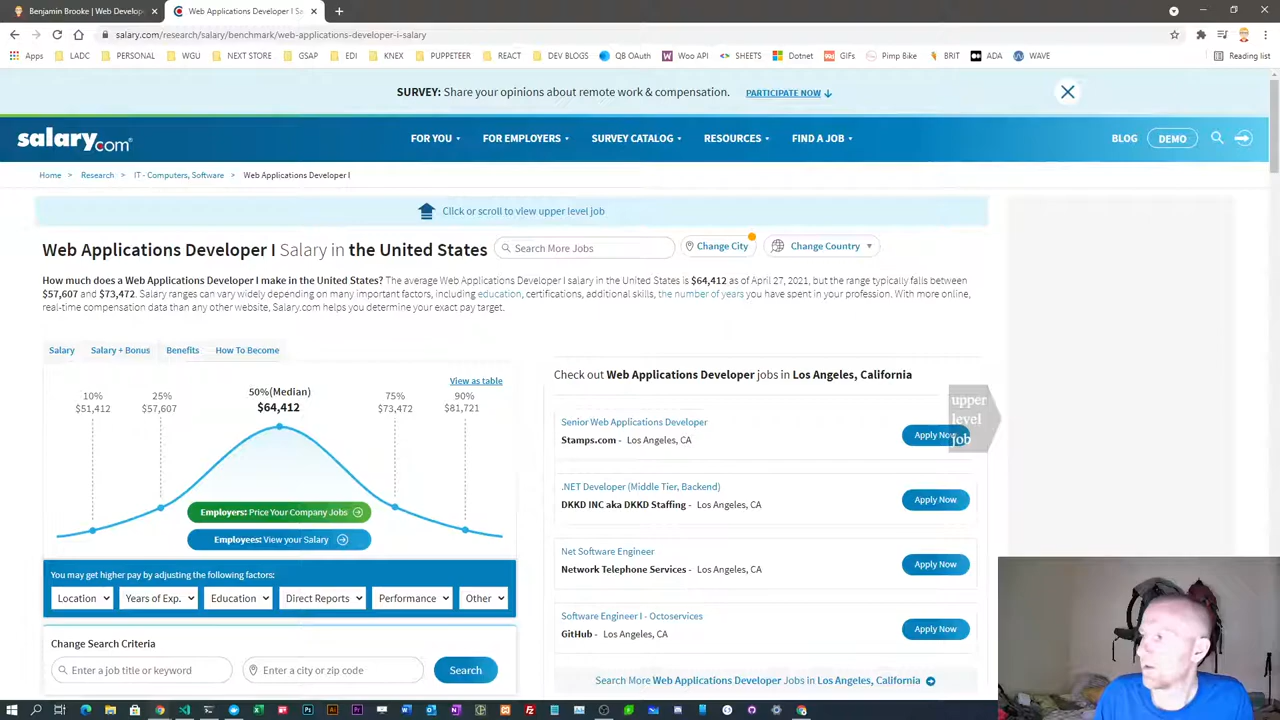 Benjamin Brooke | Web Develop
Web Applications Developer I Sa
salary.com/research/salary/benchmark/web-applications-developer-i-salary
Apps LADC PERSONAL WGU NEXT STORE GSAP EDI KNEX PUPPETEER REACT DEV BLOGS QB OAuth Woo API SHEETS Dotnet GIFs Pimp Bike BRIT ADA WAVE Reading list
SURVEY: Share your opinions about remote work & compensation. PARTICIPATE NOW
salary.com FOR YOU FOR EMPLOYERS SURVEY CATALOG RESOURCES FIND A JOB BLOG DEMO
Home > Research > IT - Computers, Software > Web Applications Developer I
Click or scroll to view upper level job
Web Applications Developer I Salary in the United States Search More Jobs Change City Change Country
How much does a Web Applications Developer I make in the United States? The average Web Applications Developer I salary in the United States is $64,412 as of April 27, 2021, but the range typically falls between
$57,607 and $73,472. Salary ranges can vary widely depending on many important factors, including education, certifications, additional skills, the number of years you have spent in your profession. With more online,
real-time compensation data than any other website, Salary.com helps you determine your exact pay target.
Salary Salary + Bonus Benefits How To Become
View as table
10% 25% 50%(Median) 75% 90%
$51,412 $57,607 $64,412 $73,472 $81,721
Employers: Price Your Company Jobs
Employees: View your Salary
You may get higher pay by adjusting the following factors:
Location Years of Exp. Education Direct Reports Performance Other
Change Search Criteria
Enter a job title or keyword Enter a city or zip code Search
Check out Web Applications Developer jobs in Los Angeles, California
Senior Web Applications Developer
Stamps.com - Los Angeles, CA
Apply Now
upper
level
job
.NET Developer (Middle Tier, Backend)
DKKD INC aka DKKD Staffing - Los Angeles, CA
Apply Now
Net Software Engineer
Network Telephone Services - Los Angeles, CA
Apply Now
Software Engineer I - Octoservices
GitHub - Los Angeles, CA
Apply Now
Search More Web Applications Developer Jobs in Los Angeles, California